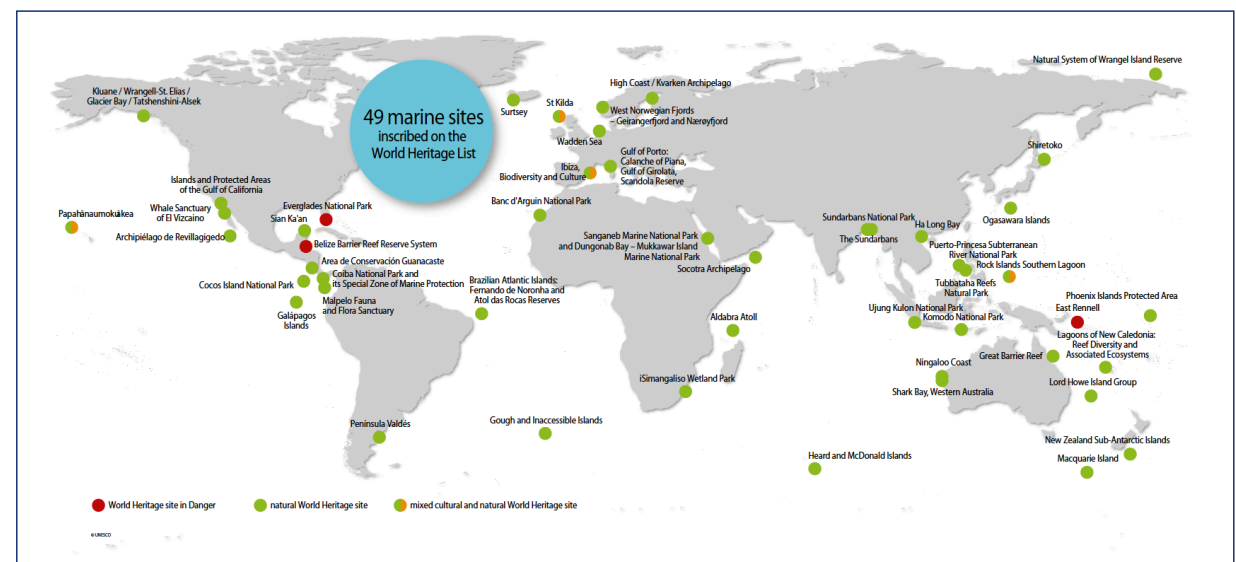 Natural System of Wrangel Island Reserve
Kluane / Wrangell-St. Elias /
Glacier Bay / Tatshenshini-Alsek
49 marine sites
inscribed on the
World Heritage List
Surtsey
St Kilda
High Coast / Kvarken Archipelago
West Norwegian Fjords
– Geirangerfjord and Nærøyfjord
Wadden Sea
Gulf of Porto:
Calanche of Piana,
Gulf of Girolata,
Scandola Reserve
Ibiza,
Biodiversity and Culture
Shiretoko
Islands and Protected Areas
of the Gulf of California
Whale Sanctuary
of El Vizcaino
Papahānaumokuākea
Archipiélago de Revillagigedo
Everglades National Park
Sian Ka'an
Belize Barrier Reef Reserve System
Banc d'Arguin National Park
Sanganeb Marine National Park
and Dungonab Bay – Mukkawar Island
Marine National Park
Socotra Archipelago
Sundarbans National Park
The Sundarbans
Ha Long Bay
Ogasawara Islands
Puerto-Princesa Subterranean
River National Park
Rock Islands Southern Lagoon
Tubbataha Reefs
Natural Park
Area de Conservación Guanacaste
Coiba National Park and
its Special Zone of Marine Protection
Cocos Island National Park
Malpelo Fauna
and Flora Sanctuary
Galápagos
Islands
Brazilian Atlantic Islands:
Fernando de Noronha and
Atol das Rocas Reserves
Aldabra Atoll
Ujung Kulon National Park
Komodo National Park
Phoenix Islands Protected Area
East Rennell
Lagoons of New Caledonia:
Reef Diversity and
Associated Ecosystems
Great Barrier Reef
Ningaloo Coast
Shark Bay, Western Australia
Lord Howe Island Group
iSimangaliso Wetland Park
Península Valdés
Gough and Inaccessible Islands
Heard and McDonald Islands
New Zealand Sub-Antarctic Islands
Macquarie Island
World Heritage site in Danger
natural World Heritage site
mixed cultural and natural World Heritage site
© UNESCO